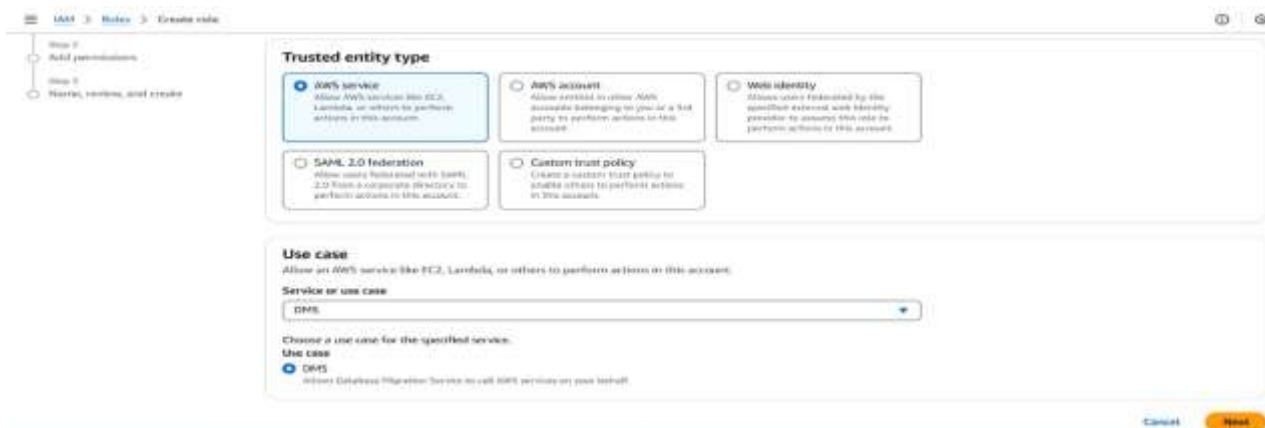 IAM > Roles > Create role
Step 2
Add permissions
Step 3
Name, review, and create
Trusted entity type
AWS service
Allow AWS services like EC2,
Lambda, or others to perform
actions in this account.
AWS account
Allow entities in other AWS
accounts belonging to you or a 3rd
party to perform actions in this
account.
Web identity
Allows users federated by the
specified external web identity
provider to assume this role to
perform actions in this account.
SAML 2.0 federation
Allow users federated with SAML
2.0 from a corporate directory to
perform actions in this account.
Custom trust policy
Create a custom trust policy to
enable others to perform actions
in this account.
Use case
Allow an AWS service like EC2, Lambda, or others to perform actions in this account.
Service or use case
DMS
Choose a use case for the specified service.
Use case
DMS
Allows Database Migration Service to call AWS services on your behalf.
Cancel
Next